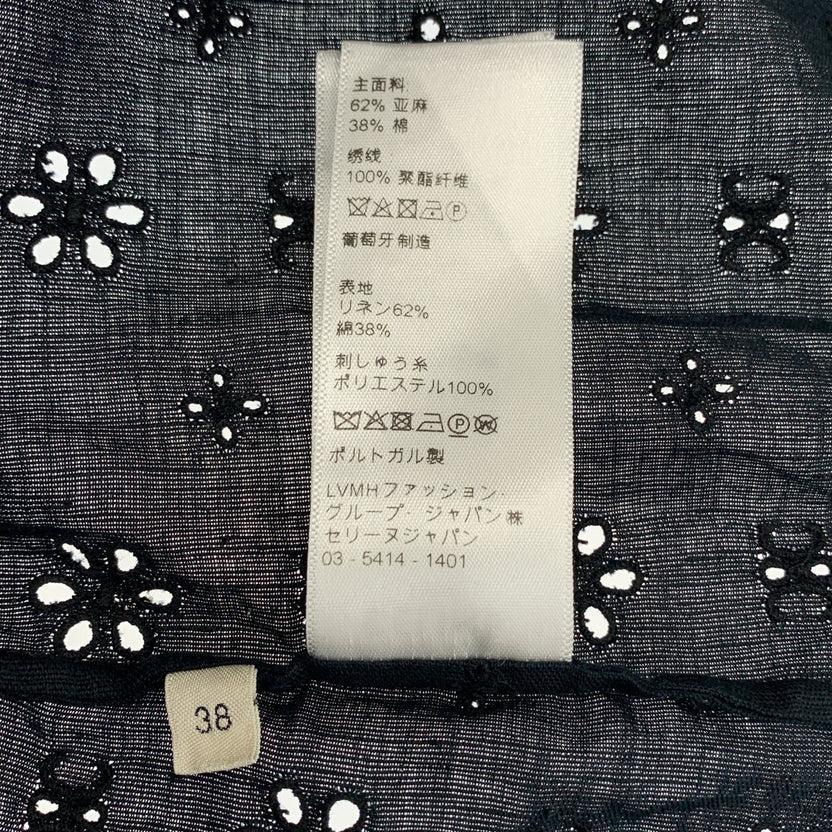 主面料:
62% 亚麻
38% 棉
绣线
100% 聚酯纤维
P
葡萄牙制造
表地
リネン62%
綿38%
刺しゅう糸
ポリエステル100%
P W
ポルトガル製
LVMHファッション・
グループ・ジャパン㈱
セリーヌジャパン
03 - 5414 - 1401
38